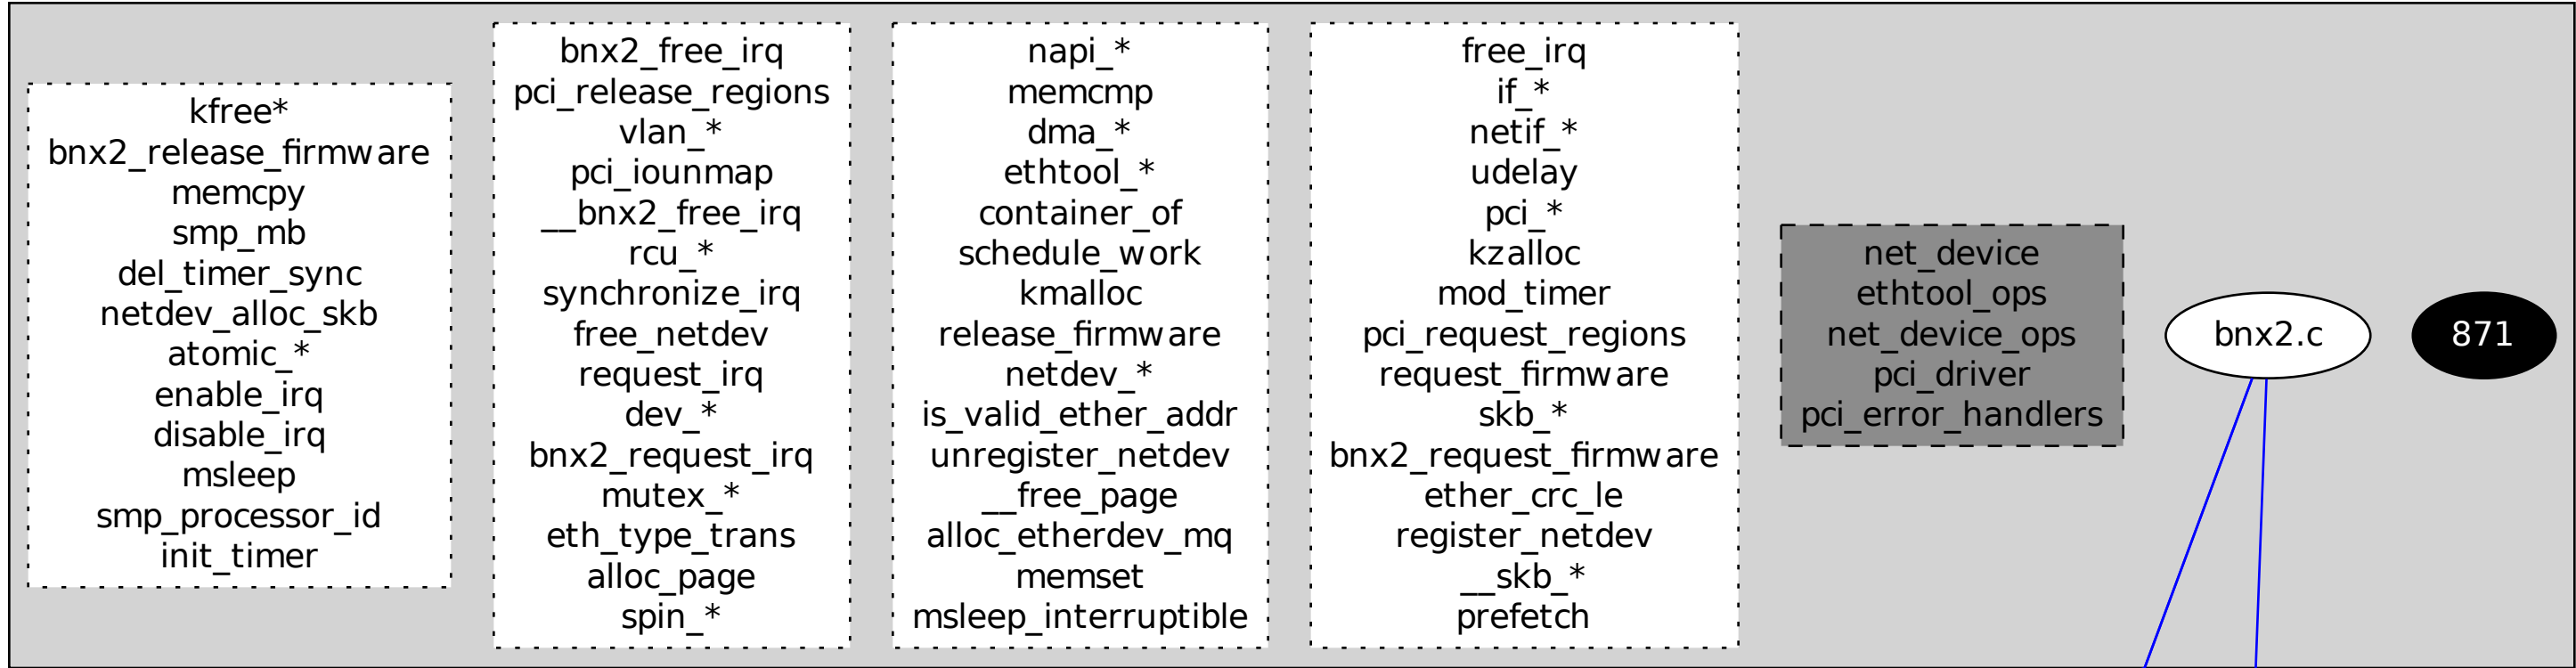 kfree*
bnx2_release_firmware
memcpy
smp_mb
del_timer_sync
netdev_alloc_skb
atomic_*
enable_irq
disable_irq
msleep
smp_processor_id
init_timer
bnx2_free_irq
pci_release_regions
vlan_*
pci_iounmap
__bnx2_free_irq
rcu_*
synchronize_irq
free_netdev
request_irq
dev_*
bnx2_request_irq
mutex_*
eth_type_trans
alloc_page
spin_*
napi_*
memcmp
dma_*
ethtool_*
container_of
schedule_work
kmalloc
release_firmware
netdev_*
is_valid_ether_addr
unregister_netdev
__free_page
alloc_etherdev_mq
memset
msleep_interruptible
free_irq
if_*
netif_*
udelay
pci_*
kzalloc
mod_timer
pci_request_regions
request_firmware
skb_*
bnx2_request_firmware
ether_crc_le
register_netdev
__skb_*
prefetch
net_device
ethtool_ops
net_device_ops
pci_driver
pci_error_handlers
bnx2.c
871